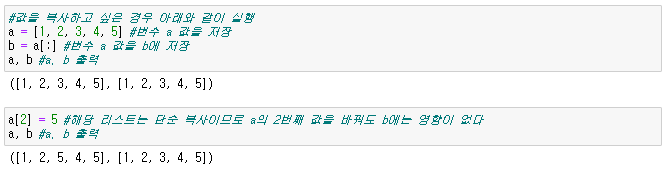 #값을 복사하고 싶은 경우 아래와 같이 실행
a = [1, 2, 3, 4, 5] #변수 a 값을 저장
b = a[:] #변수 a 값을 b에 저장
a, b #a, b 출력
([1, 2, 3, 4, 5], [1, 2, 3, 4, 5])
a[2] = 5 #해당 리스트는 단순 복사이므로 a의 2번째 값을 바꿔도 b에는 영향이 없다
a, b #a, b 출력
([1, 2, 5, 4, 5], [1, 2, 3, 4, 5])